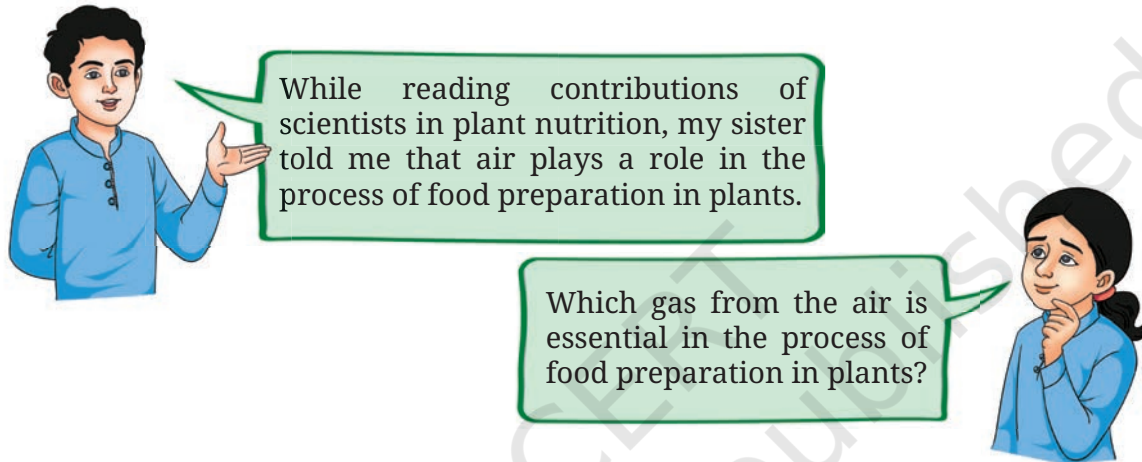 While reading contributions of
scientists in plant nutrition, my sister
told me that air plays a role in the
process of food preparation in plants.
Which gas from the air is
essential in the process of
food preparation in plants?